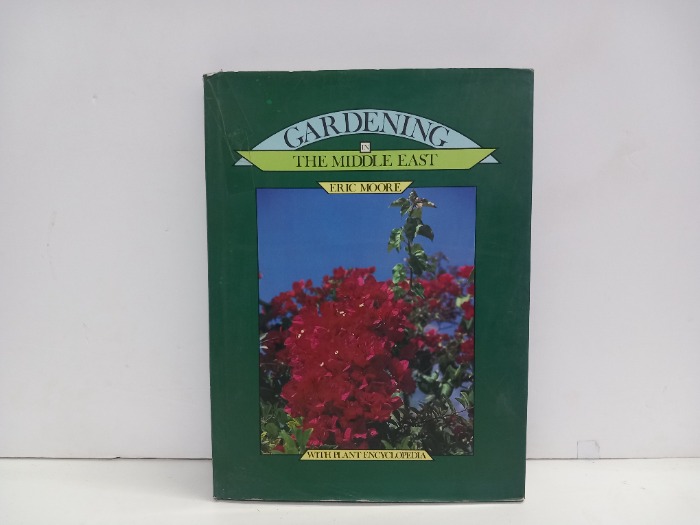 GARDENING
IN
THE MIDDLE EAST
ERIC MOORE
WITH PLANT ENCYCLOPEDIA